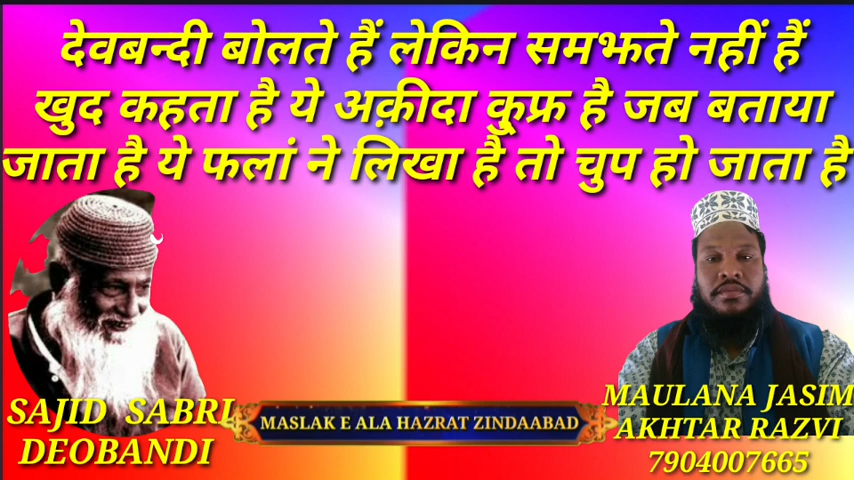 देवबन्दी बोलते हैं लेकिन समझते नहीं हैं
खुद कहता है ये अक़ीदा कुफ्र है जब बताया
जाता है ये फलां ने लिखा है तो चुप हो जाता है
SAJID SABRI
DEOBANDI
MASLAK E ALA HAZRAT ZINDAABAD
MAULANA JASIM
AKHTAR RAZVI
7904007665